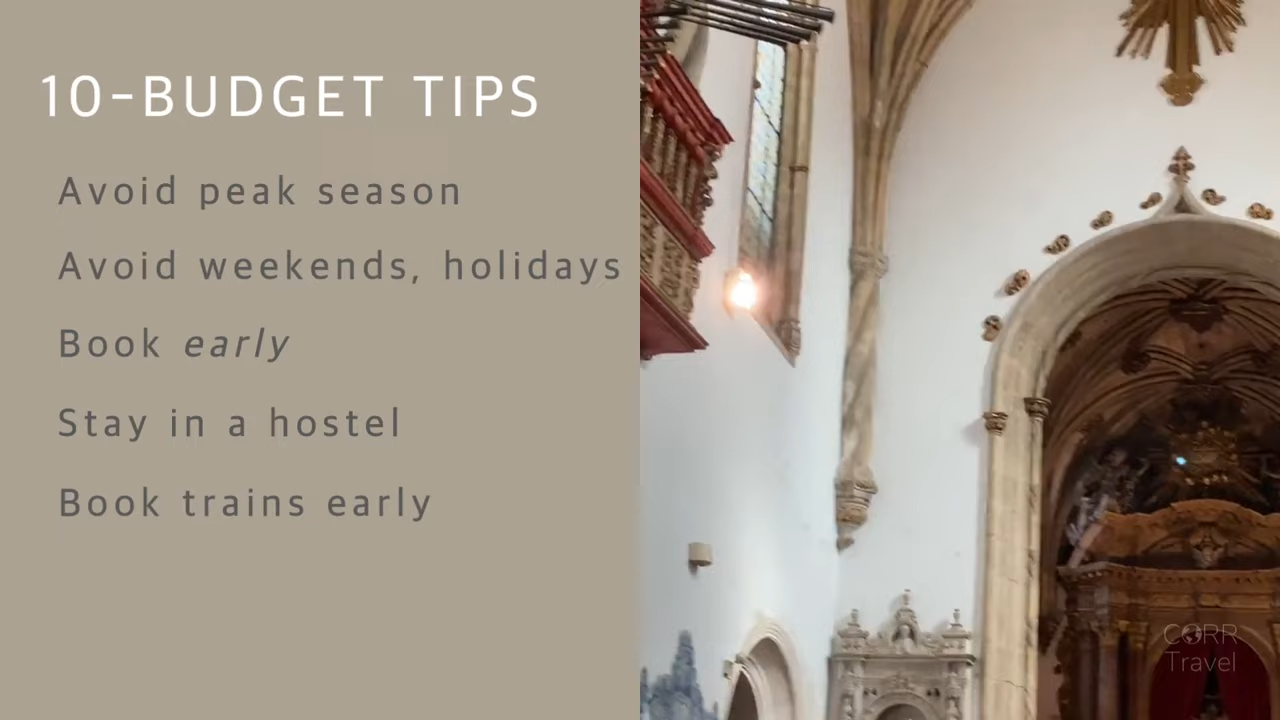 10-BUDGET TIPS
Avoid peak season
Avoid weekends, holidays
Book early
Stay in a hostel
Book trains early
CORR
Travel